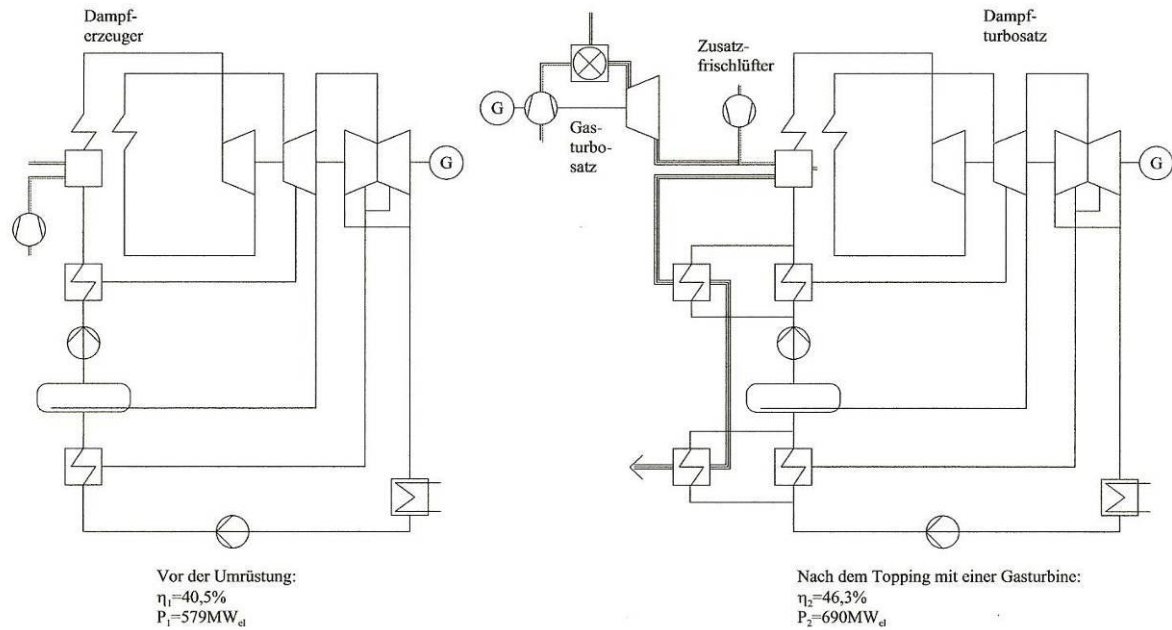 Dampf-
erzeuger
G
Vor der Umrüstung:
η₁=40,5%
P₁=579MWel
Zusatz-
frischlüfter
Dampf-
turbosatz
G
Gas-
turbo-
satz
G
Nach dem Topping mit einer Gasturbine:
η₂=46,3%
P₂=690MWel